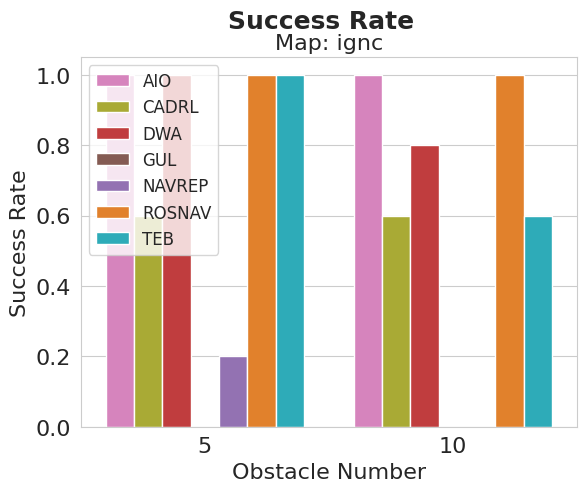 Success Rate
Map: ignc
1.0
0.8
0.6
0.4
0.2
0.0
Success Rate
AIO
CADRL
DWA
GUL
NAVREP
ROSNAV
TEB
5
10
Obstacle Number